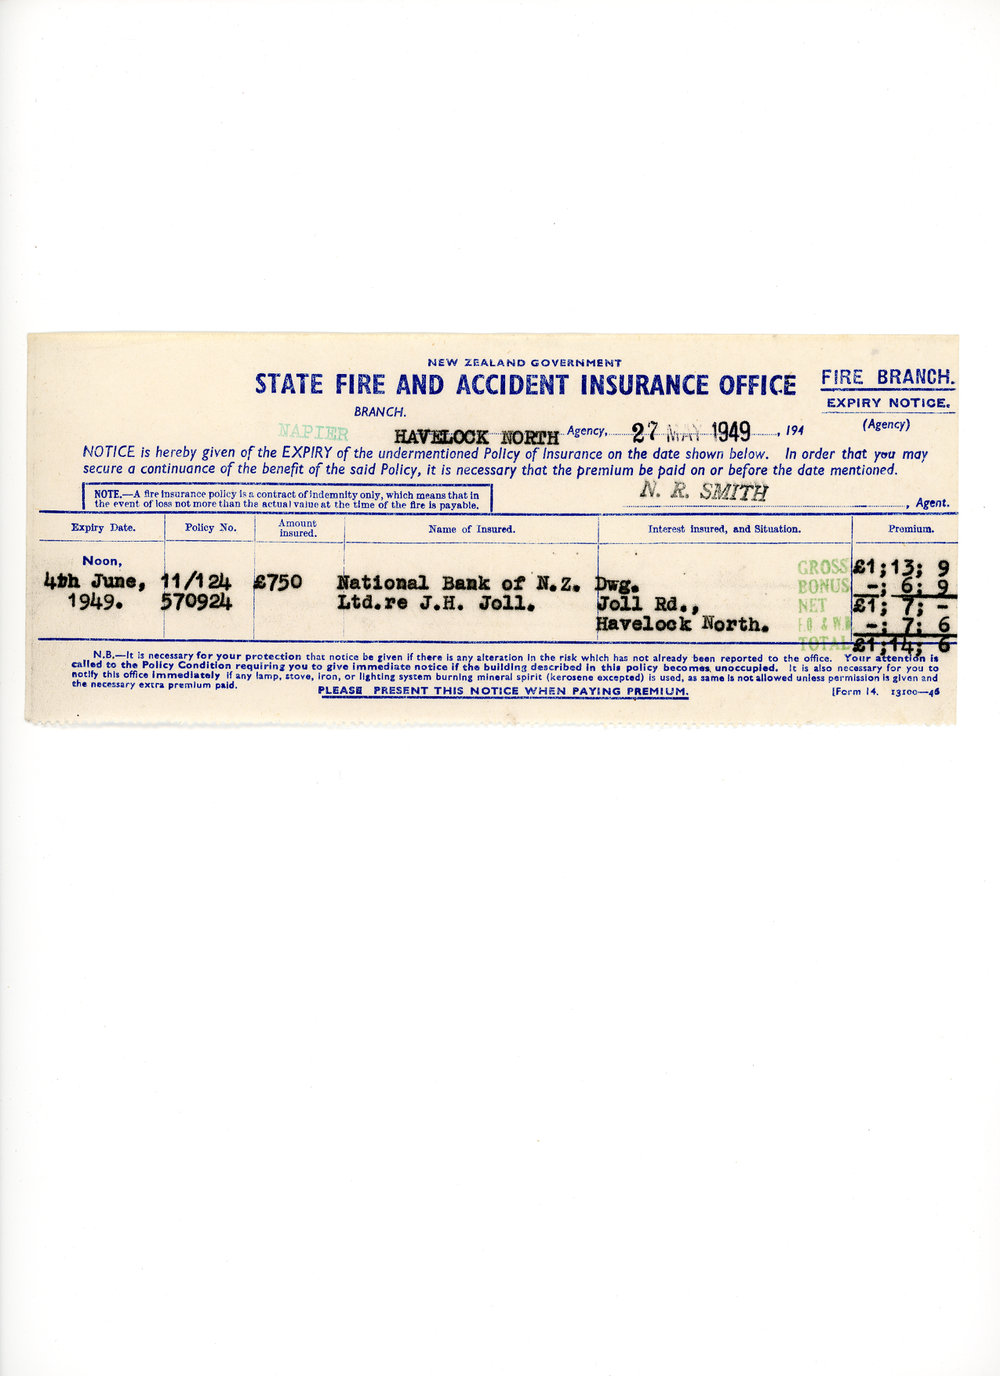 NEW ZEALAND GOVERNMENT
STATE FIRE AND ACCIDENT INSURANCE OFFICE
FIRE BRANCH.
EXPIRY NOTICE.
(Agency)
BRANCH.
NAPIER HAVELOCK NORTH Agency, 27 MAY 1949, 194
NOTICE is hereby given of the EXPIRY of the undermentioned Policy of Insurance on the date shown below. In order that you may
secure a continuance of the benefit of the said Policy, it is necessary that the premium be paid on or before the date mentioned.
NOTE.—A fire insurance policy is a contract of indemnity only, which means that in
the event of loss not more than the actual value at the time of the fire is payable.
N. R. SMITH
, Agent.
Expiry Date. Policy No. Amount insured. Name of Insured. Interest insured, and Situation. Premium.
Noon, GROSS £1;13; 9
4th June, 11/124 £750 National Bank of N.Z. Dwg. BONUS -; 6; 9
1949. 570924 Ltd.re J.H. Joll. Joll Rd., NET £1; 7; -
Havelock North. -; 7; 6
TOTAL £1;14; 6
N.B.—It is necessary for your protection that notice be given if there is any alteration in the risk which has not already been reported to the office. Your attention is
called to the Policy Condition requiring you to give immediate notice if the building described in this policy becomes unoccupied. It is also necessary for you to
notify this office immediately if any lamp, stove, iron, or lighting system burning mineral spirit (kerosene excepted) is used, as same is not allowed unless permission is given and
the necessary extra premium paid.
PLEASE PRESENT THIS NOTICE WHEN PAYING PREMIUM.
[Form 14. 13100—46